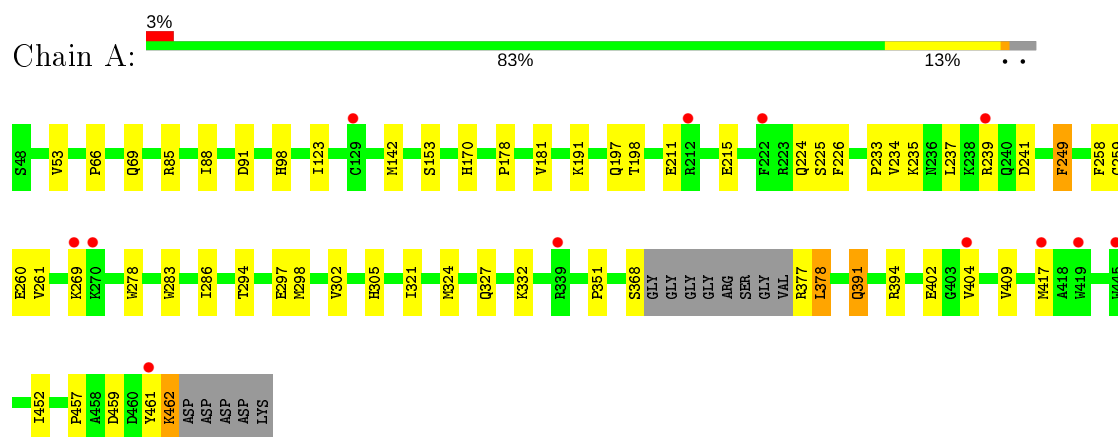 3%
Chain A:
83% 13% • •
S48 V53 P66 Q69 R85 I88 D91 H98 I123 C129 M142 S153 H170 P178 V181 K191 Q197 T198 E211 R212 E215 F222 R223 Q224 S225 F226 P233 V234 K235 N236 L237 K238 R239 Q240 D241 F249 F258 G259
E260 V261 K269 K270 W278 W283 I286 T294 E297 M298 V302 H305 I321 M324 Q327 K332 R339 P351 S368 GLY GLY GLY GLY ARG SER GLY VAL R377 L378 Q391 R394 E402 G403 V404 V409 M417 A418 W419 W445
I452 P457 A458 D459 D460 Y461 K462 ASP ASP ASP ASP LYS